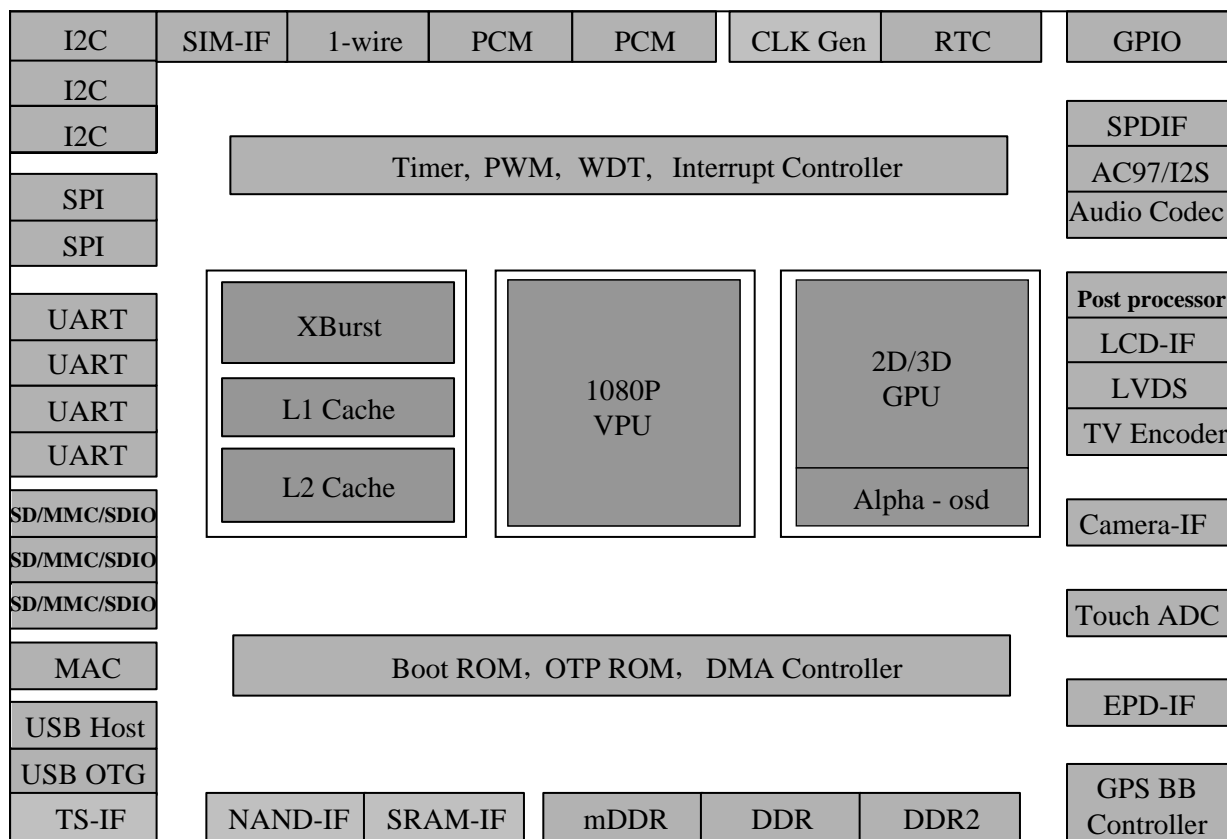 I2C
SIM-IF
1-wire
PCM
PCM
CLK Gen
RTC
GPIO
I2C
I2C
SPI
SPI
UART
UART
UART
UART
SD/MMC/SDIO
SD/MMC/SDIO
SD/MMC/SDIO
MAC
USB Host
USB OTG
TS-IF
Timer, PWM, WDT, Interrupt Controller
XBurst
L1 Cache
L2 Cache
1080P
VPU
2D/3D
GPU
Alpha - osd
Boot ROM, OTP ROM, DMA Controller
NAND-IF
SRAM-IF
mDDR
DDR
DDR2
SPDIF
AC97/I2S
Audio Codec
Post processor
LCD-IF
LVDS
TV Encoder
Camera-IF
Touch ADC
EPD-IF
GPS BB
Controller